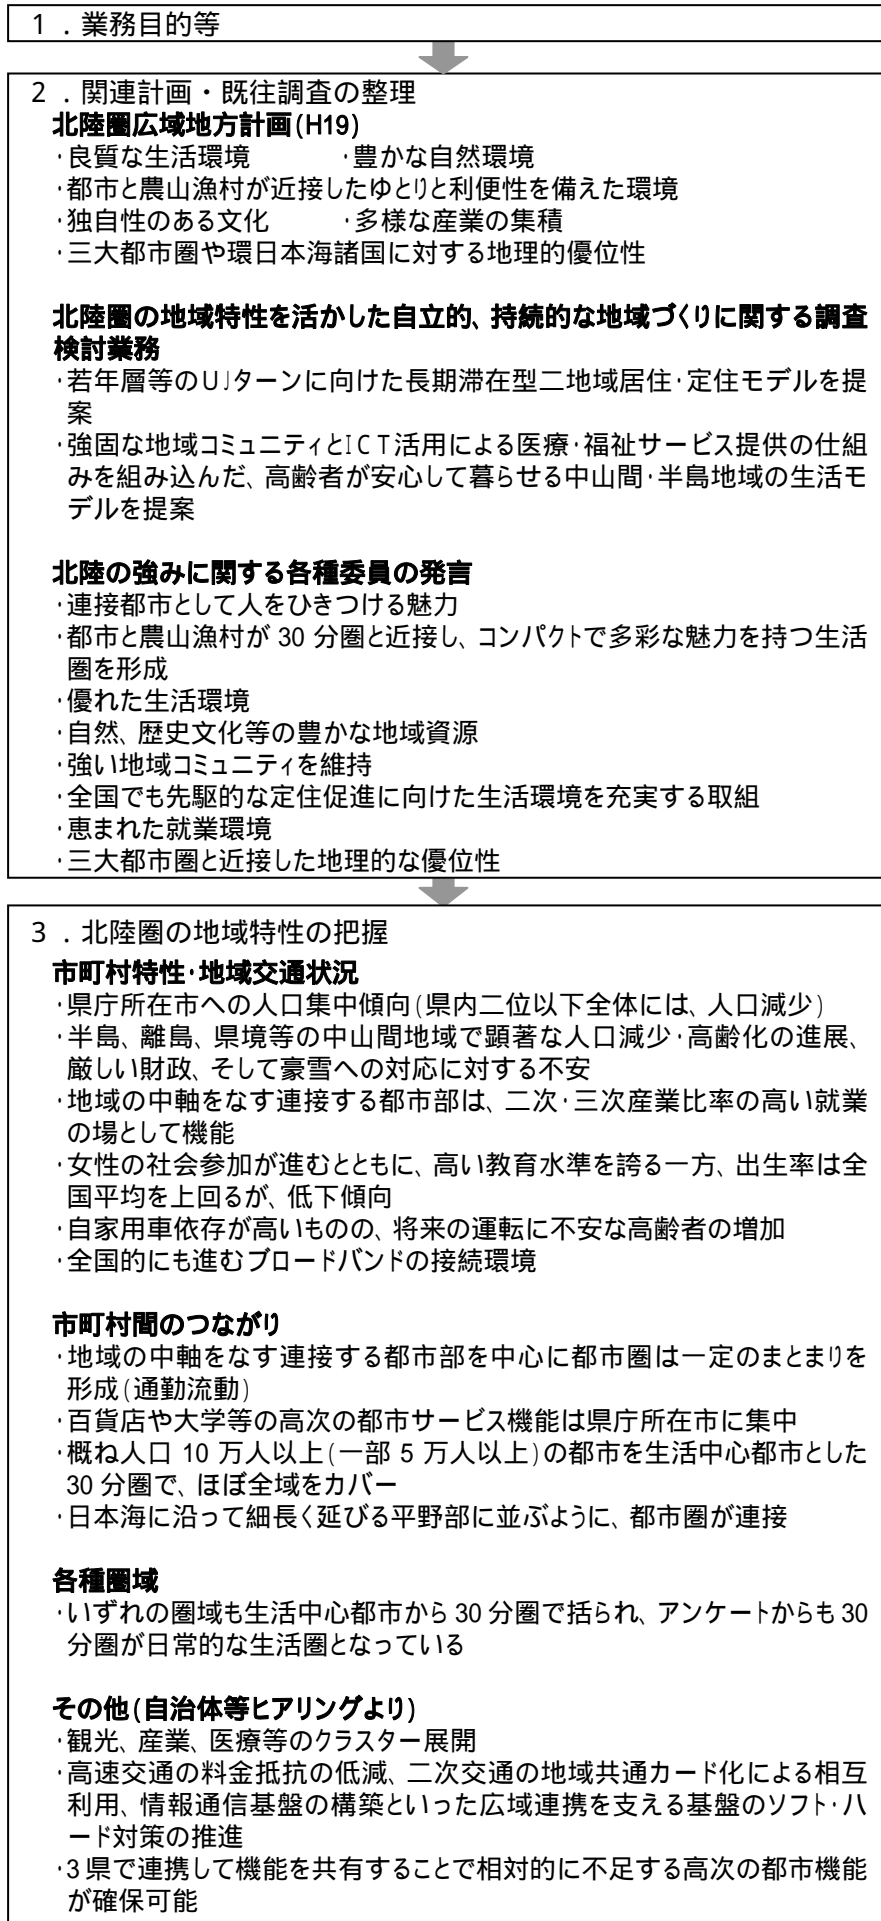 1．業務目的等
2．関連計画・既往調査の整理
北陸圏広域地方計画(H19)
・良質な生活環境　　・豊かな自然環境
・都市と農山漁村が近接したゆとりと利便性を備えた環境
・独自性のある文化　　・多様な産業の集積
・三大都市圏や環日本海諸国に対する地理的優位性
北陸圏の地域特性を活かした自立的、持続的な地域づくりに関する調査
検討業務
・若年層等のUJターンに向けた長期滞在型二地域居住・定住モデルを提
案
・強固な地域コミュニティとICT活用による医療・福祉サービス提供の仕組
みを組み込んだ、高齢者が安心して暮らせる中山間・半島地域の生活モ
デルを提案
北陸の強みに関する各種委員の発言
・連接都市として人をひきつける魅力
・都市と農山漁村が 30 分圏と近接し、コンパクトで多彩な魅力を持つ生活
圏を形成
・優れた生活環境
・自然、歴史文化等の豊かな地域資源
・強い地域コミュニティを維持
・全国でも先駆的な定住促進に向けた生活環境を充実する取組
・恵まれた就業環境
・三大都市圏と近接した地理的な優位性
3．北陸圏の地域特性の把握
市町村特性・地域交通状況
・県庁所在市への人口集中傾向(県内二位以下全体には、人口減少)
・半島、離島、県境等の中山間地域で顕著な人口減少・高齢化の進展、
厳しい財政、そして豪雪への対応に対する不安
・地域の中軸をなす連接する都市部は、二次・三次産業比率の高い就業
の場として機能
・女性の社会参加が進むとともに、高い教育水準を誇る一方、出生率は全
国平均を上回るが、低下傾向
・自家用車依存が高いものの、将来の運転に不安な高齢者の増加
・全国的にも進むブロードバンドの接続環境
市町村間のつながり
・地域の中軸をなす連接する都市部を中心に都市圏は一定のまとまりを
形成(通勤流動)
・百貨店や大学等の高次の都市サービス機能は県庁所在市に集中
・概ね人口 10 万人以上(一部 5 万人以上)の都市を生活中心都市とした
30 分圏で、ほぼ全域をカバー
・日本海に沿って細長く延びる平野部に並ぶように、都市圏が連接
各種圏域
・いずれの圏域も生活中心都市から 30 分圏で括られ、アンケートからも 30
分圏が日常的な生活圏となっている
その他(自治体等ヒアリングより)
・観光、産業、医療等のクラスター展開
・高速交通の料金抵抗の低減、二次交通の地域共通カード化による相互
利用、情報通信基盤の構築といった広域連携を支える基盤のソフト・ハ
ード対策の推進
・3 県で連携して機能を共有することで相対的に不足する高次の都市機能
が確保可能